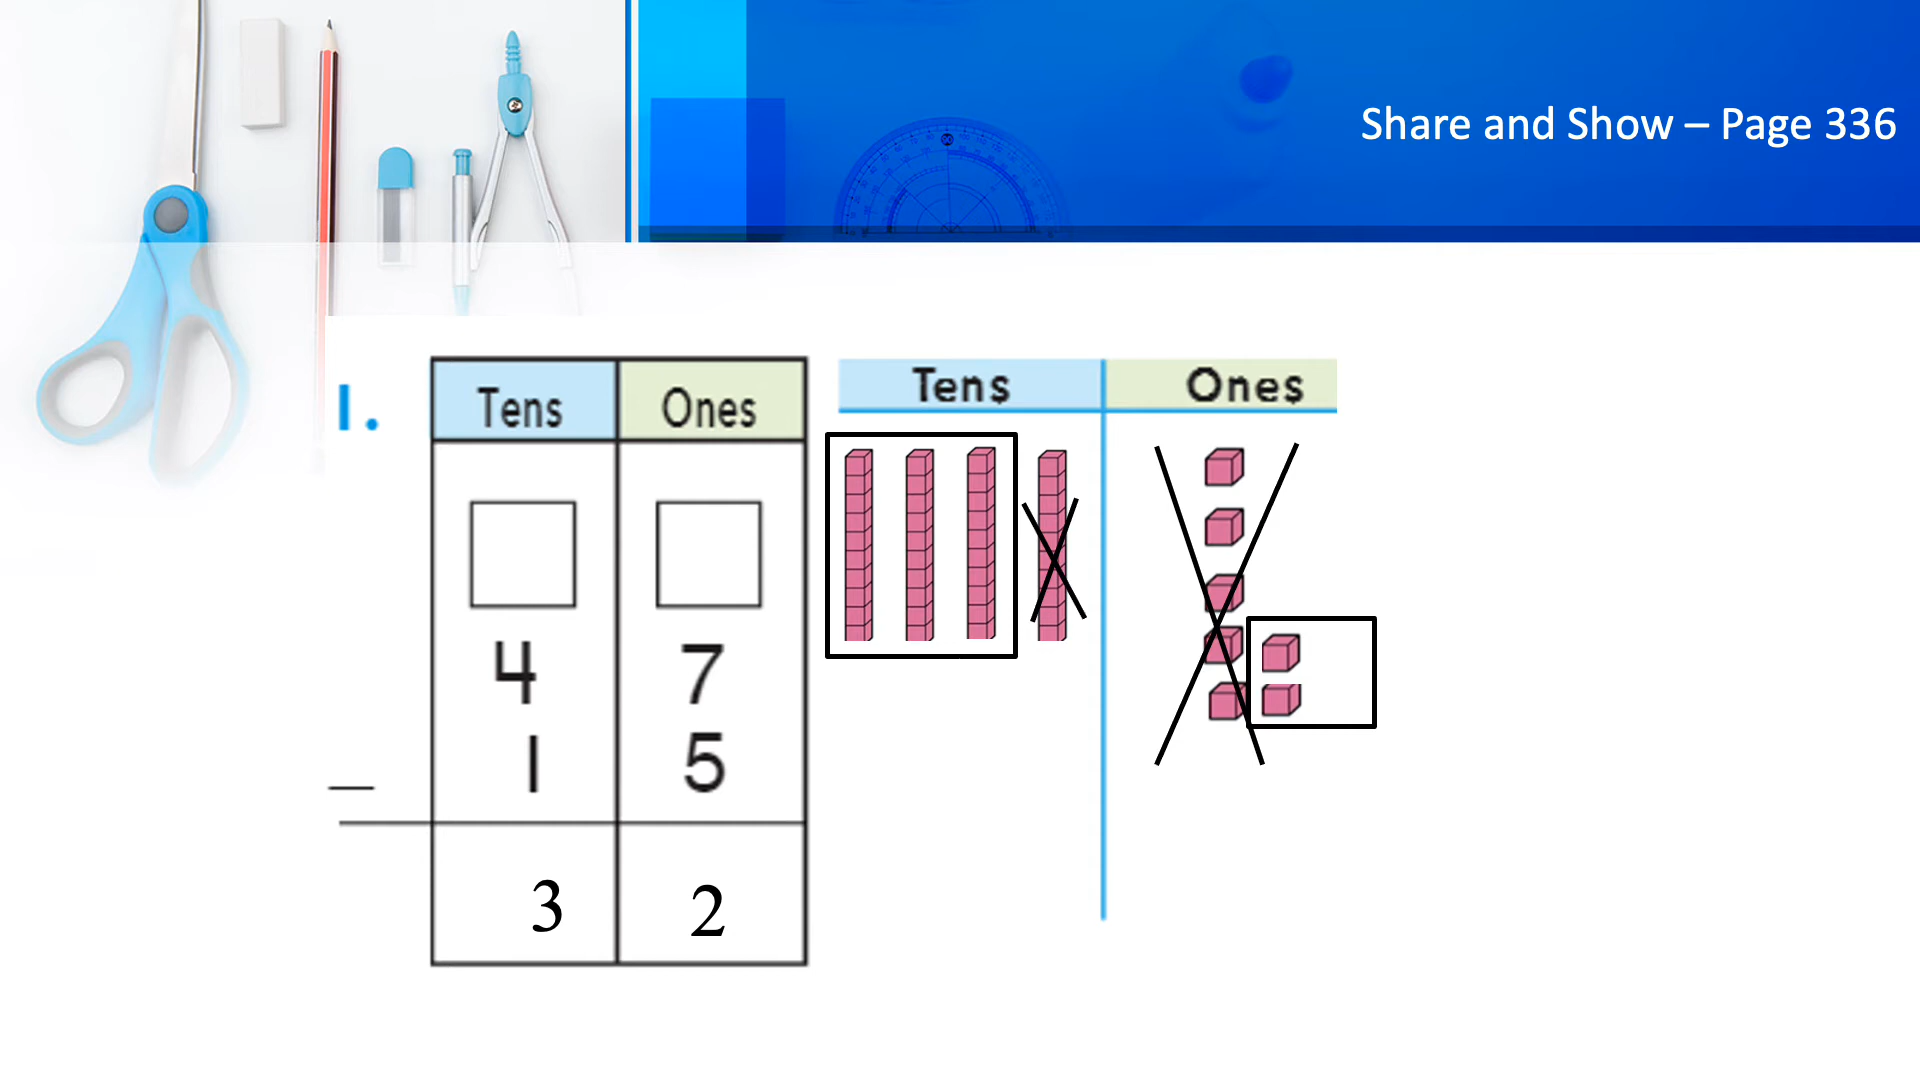 Share and Show – Page 336
1.
Tens Ones
4 7
1 5
—
3 2
Tens Ones